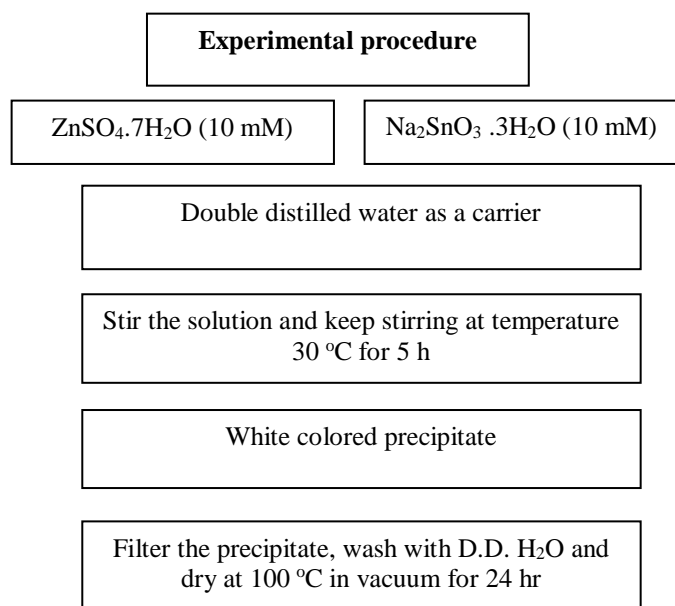 Experimental procedure
ZnSO₄.7H₂O (10 mM)
Na₂SnO₃ .3H₂O (10 mM)
Double distilled water as a carrier
Stir the solution and keep stirring at temperature
30 ᵒC for 5 h
White colored precipitate
Filter the precipitate, wash with D.D. H₂O and
dry at 100 ᵒC in vacuum for 24 hr